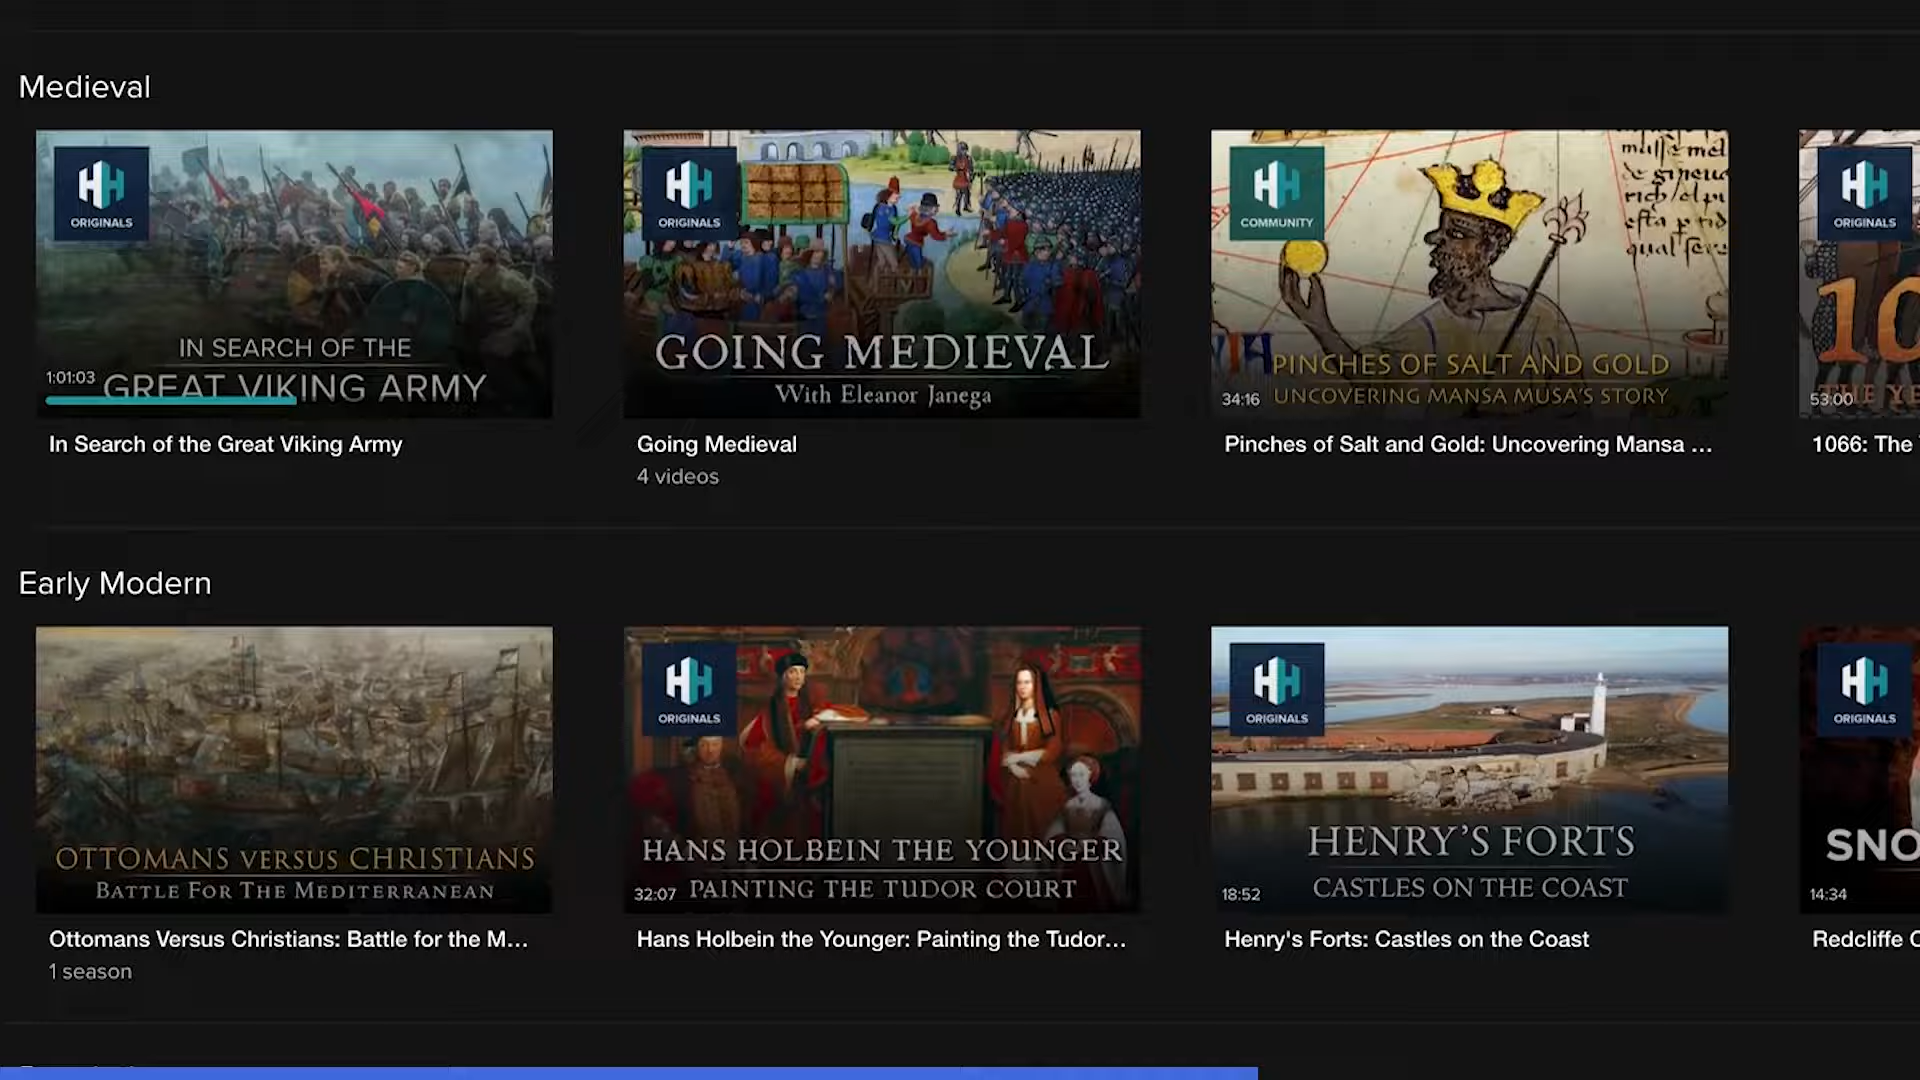 Medieval
ORIGINALS
IN SEARCH OF THE
GREAT VIKING ARMY
1:01:03
In Search of the Great Viking Army
ORIGINALS
GOING MEDIEVAL
With Eleanor Janega
Going Medieval
4 videos
COMMUNITY
PINCHES OF SALT AND GOLD
UNCOVERING MANSA MUSA'S STORY
34:16
Pinches of Salt and Gold: Uncovering Mansa ...
ORIGINALS
10
THE YE
53:00
1066: The
Early Modern
OTTOMANS VERSUS CHRISTIANS
BATTLE FOR THE MEDITERRANEAN
Ottomans Versus Christians: Battle for the M...
1 season
ORIGINALS
HANS HOLBEIN THE YOUNGER
PAINTING THE TUDOR COURT
32:07
Hans Holbein the Younger: Painting the Tudor...
ORIGINALS
HENRY'S FORTS
CASTLES ON THE COAST
18:52
Henry's Forts: Castles on the Coast
ORIGINALS
SNO
14:34
Redcliffe